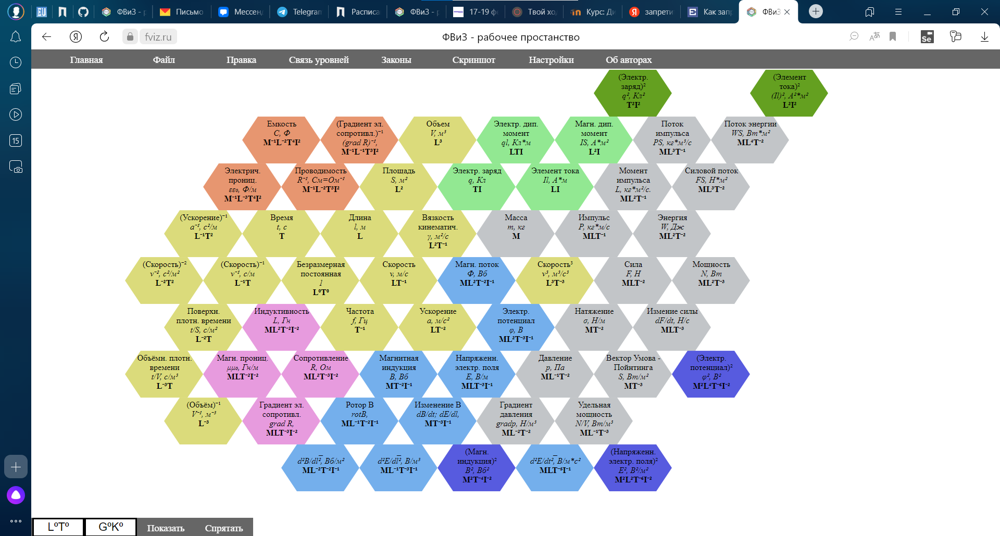 ФВиЗ - р
Письмо
Мессенд
Telegram
Расписа
ФВиЗ - р
17-19 ф
Твой хо
Курс: Ди
запрети
Как запр
ФВиЗ
fviz.ru
ФВиЗ - рабочее простанство
Главная
Файл
Правка
Связь уровней
Законы
Скриншот
Настройки
Об авторах
(Электр.
заряд)²
q², Кл²
T²I²
(Элемент
тока)²
(Il)², А²*м²
L²I²
Емкость
C, Ф
M⁻¹L⁻²T⁴I²
(Градиент эл.
сопротивл.)⁻¹
(grad R)⁻¹,
M⁻¹L⁻¹T³I²
Объем
V, м³
L³
Электр. дип.
момент
ql, Кл*м
LTI
Магн. дип.
момент
IS, А*м²
L²I
Поток
импульса
PS, кг*м³/с
ML³T⁻¹
Поток энергии
WS, Вт*м²
ML⁴T⁻²
Электрич.
прониц.
εε₀, Ф/м
M⁻¹L⁻³T⁴I²
Проводимость
R⁻¹, См=Ом⁻¹
M⁻¹L⁻²T³I²
Площадь
S, м²
L²
Электр. заряд
q, Кл
TI
Элемент тока
Il, А*м
LI
Момент
импульса
L, кг*м²/с.
ML²T⁻¹
Силовой поток
FS, Н*м²
ML³T⁻²
(Ускорение)⁻¹
a⁻¹, с²/м
L⁻¹T²
Время
t, с
T
Длина
l, м
L
Вязкость
кинематич.
γ, м²/с
L²T⁻¹
Масса
m, кг
M
Импульс
P, кг*м/с
MLT⁻¹
Энергия
W, Дж
ML²T⁻²
(Скорость)⁻²
v⁻², с²/м²
L⁻²T²
(Скорость)⁻¹
v⁻¹, с/м
L⁻¹T
Безразмерная
постоянная
1
L⁰T⁰
Скорость
v, м/с
LT⁻¹
Магн. поток
Φ, Вб
ML²T⁻²I⁻¹
Скорость³
v³, м³/с³
L³T⁻³
Сила
F, Н
MLT⁻²
Мощность
N, Вт
ML²T⁻³
Поверхн.
плотн. времени
t/S, с/м²
L⁻²T
Индуктивность
L, Гн
ML²T⁻²I⁻²
Частота
f, Гц
T⁻¹
Ускорение
a, м/с²
LT⁻²
Электр.
потенциал
φ, В
ML²T⁻³I⁻¹
Натяжение
σ, Н/м
MT⁻²
Измение силы
dF/dt, Н/с
MLT⁻³
Объёмн. плотн.
времени
t/V, с/м³
L⁻³T
Магн. прониц.
μμ₀, Гн/м
MLT⁻²I⁻²
Сопротивление
R, Ом
ML²T⁻³I⁻²
Магнитная
индукция
B, Вб
MT⁻²I⁻¹
Напряженн.
электр. поля
E, В/м
MLT⁻³I⁻¹
Давление
p, Па
ML⁻¹T⁻²
Вектор Умова -
Пойнтинга
S, Вт/м²
MT⁻³
(Электр.
потенциал)²
φ², В²
M²L⁴T⁻⁶I⁻²
(Объём)⁻¹
V⁻¹, м⁻³
L⁻³
Градиент эл.
сопротивл.
grad R,
MLT⁻³I⁻²
Ротор В
rotB,
ML⁻¹T⁻²I⁻¹
Изменение В
dB/dt; dE/dl,
MT⁻³I⁻¹
Градиент
давления
gradp, Н/м³
ML⁻²T⁻²
Удельная
мощность
N/V, Вт/м³
ML⁻¹T⁻³
d²B/dl², Вб/м²
ML⁻²T⁻²I⁻¹
d²E/dl², В/м³
ML⁻¹T⁻³I⁻¹
(Магн.
индукция)²
B², Вб²
M²T⁻⁴I⁻²
d²E/dt², В/м*с²
MLT⁻⁵I⁻¹
(Напряженн.
электр. поля)²
E², В²/м²
M²L²T⁻⁶I⁻²
15
L⁰T⁰
G⁰K⁰
Показать
Спрятать